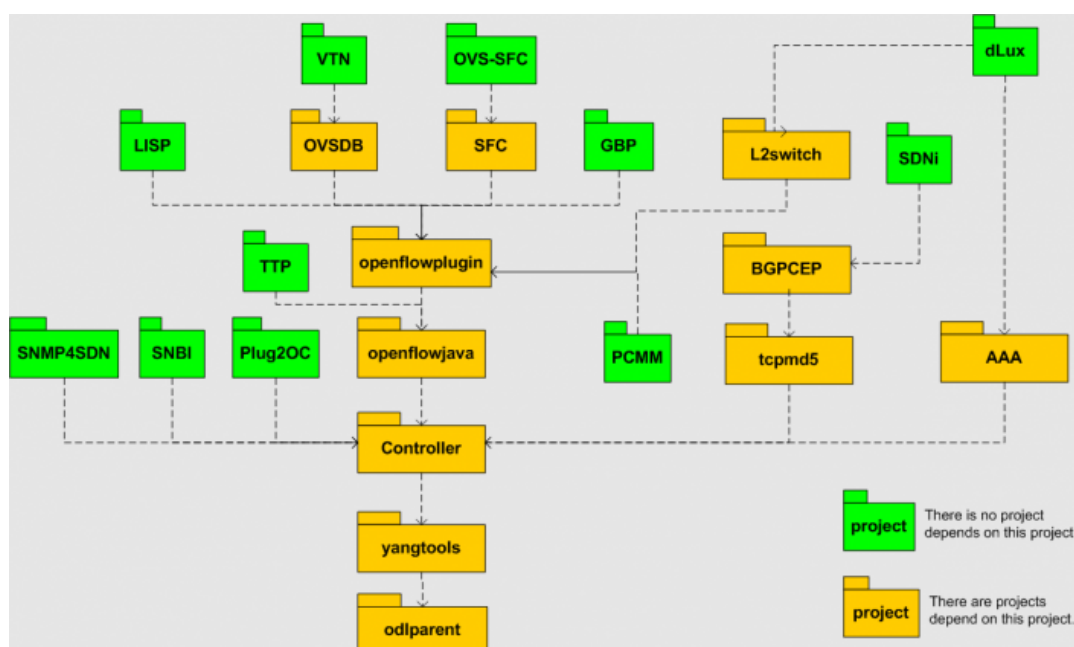 VTN
OVS-SFC
dLux
LISP
OVSDB
SFC
GBP
L2switch
SDNi
TTP
openflowplugin
BGPCEP
SNMP4SDN
SNBI
Plug2OC
openflowjava
PCMM
tcpmd5
AAA
Controller
project
There is no project
depends on this project
yangtools
project
There are projects
depend on this project.
odlparent